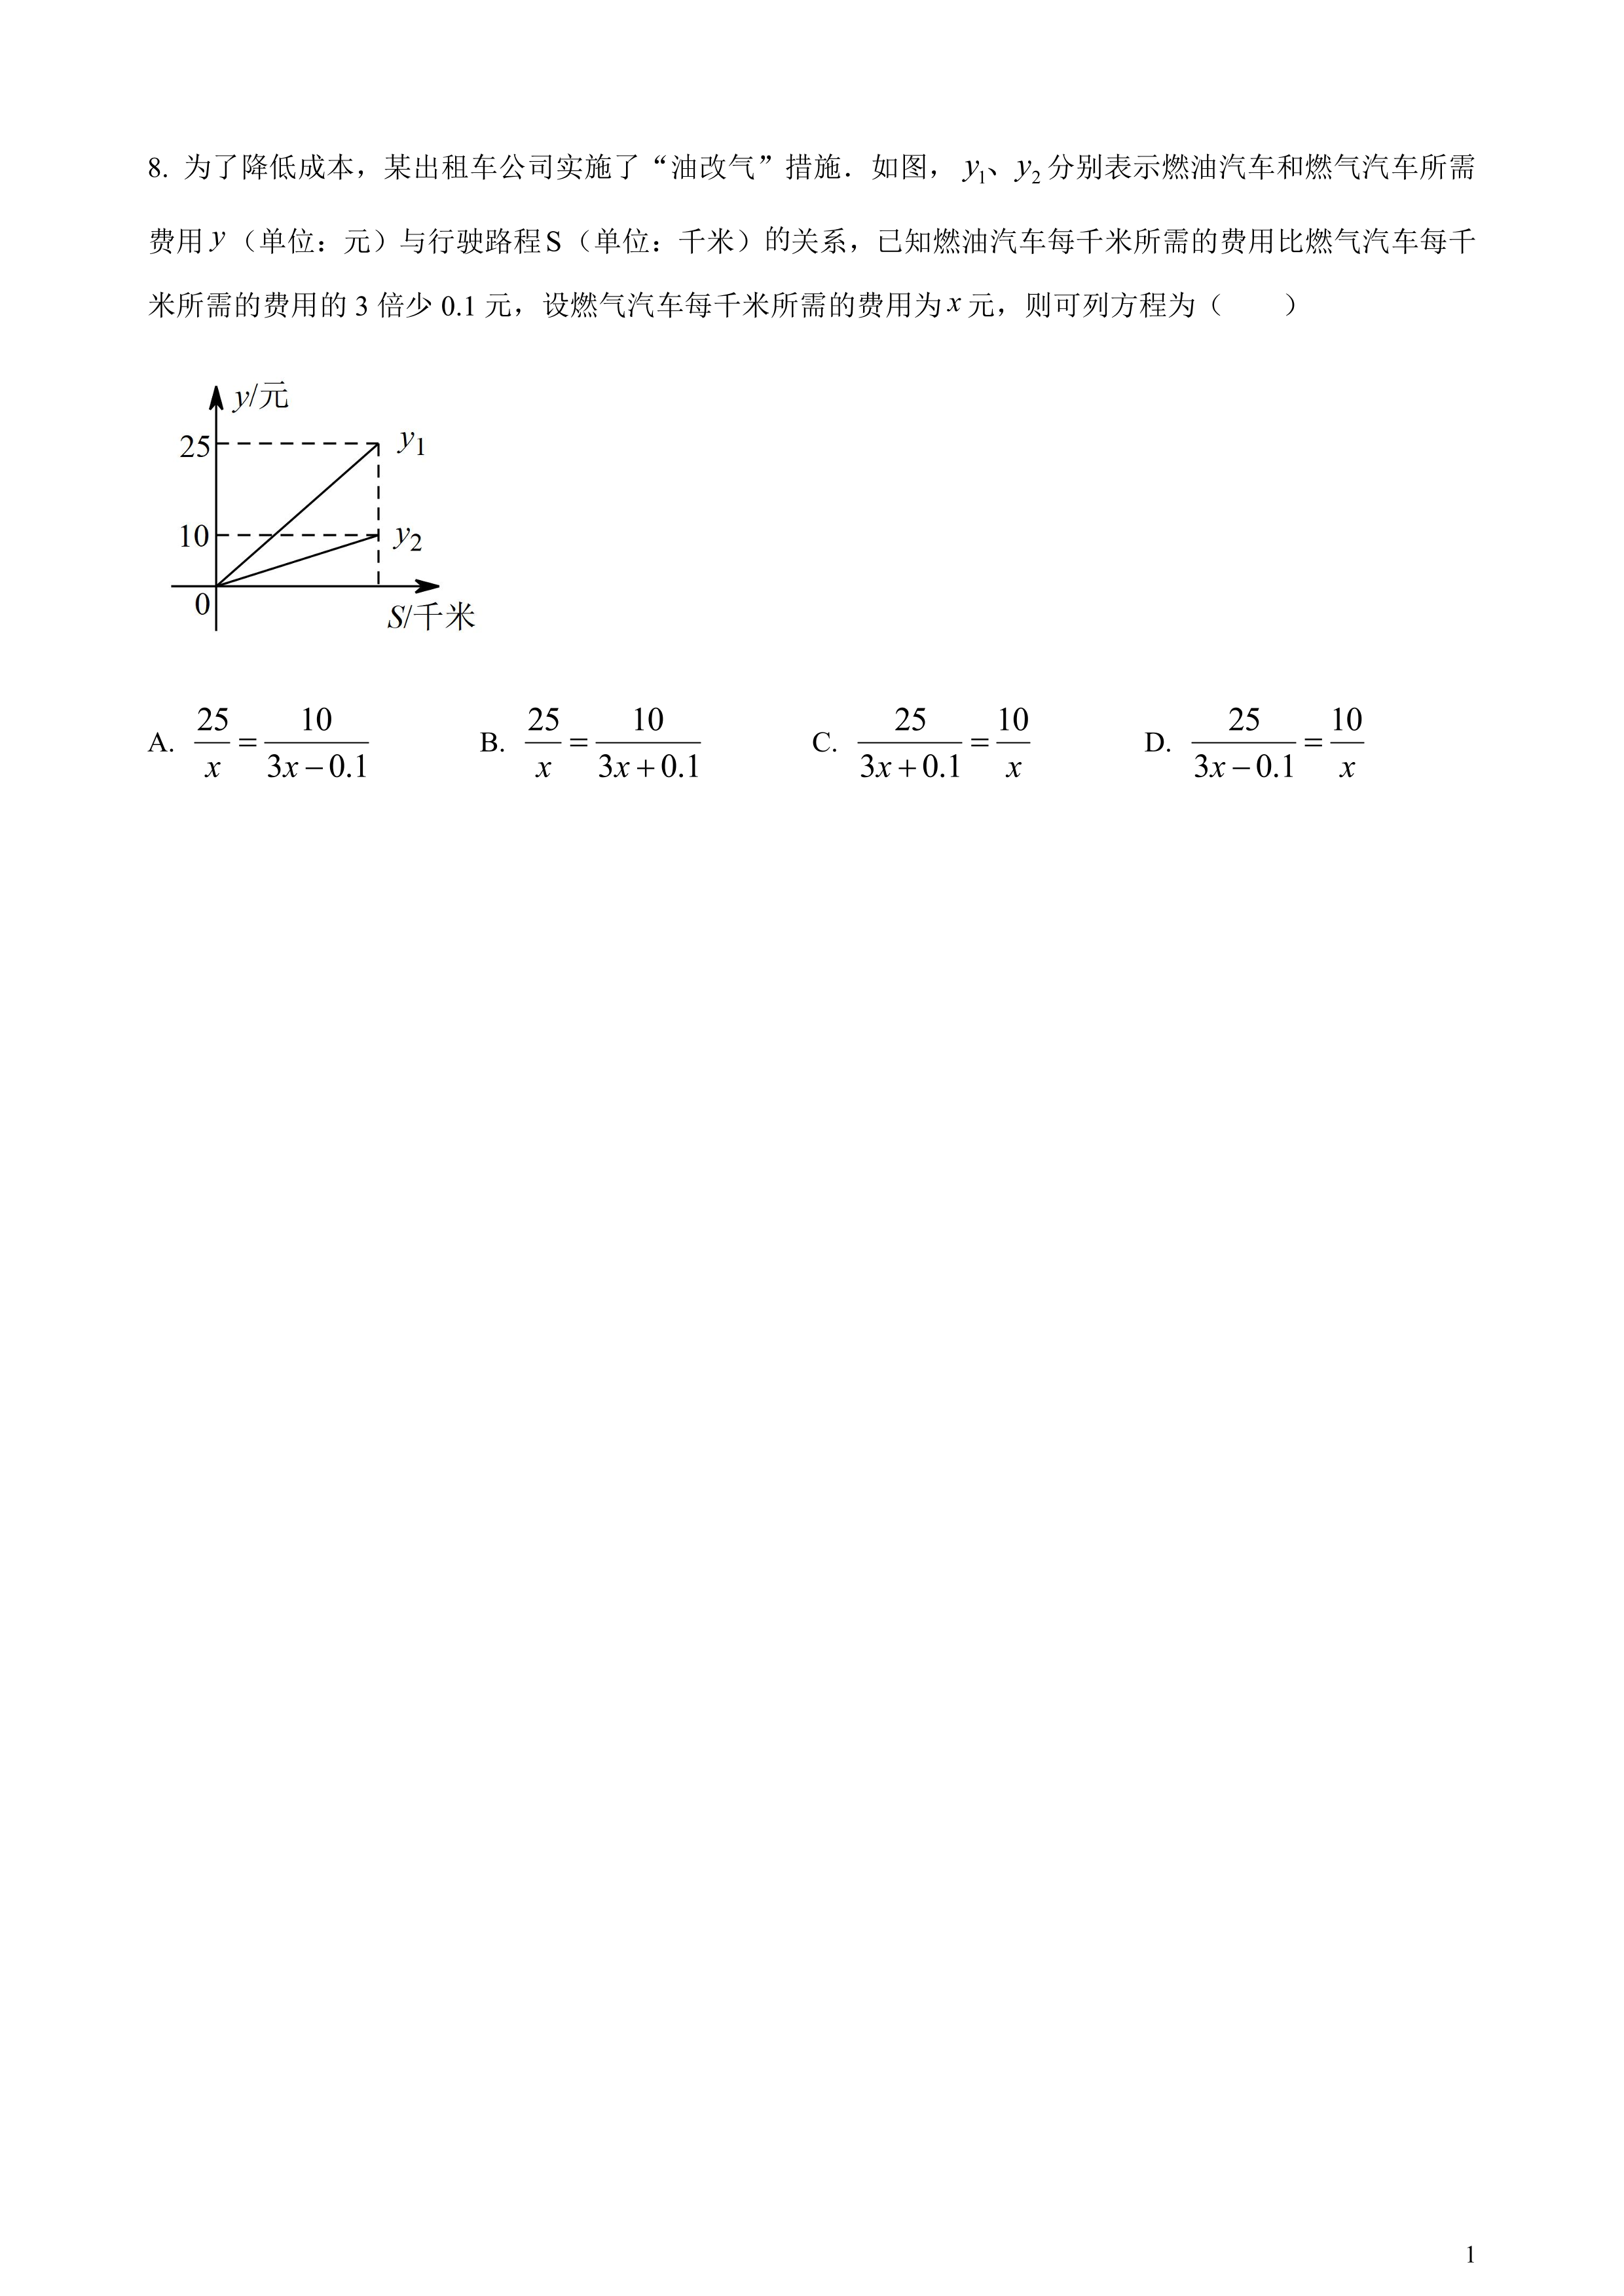 8. 为了降低成本，某出租车公司实施了“油改气”措施．如图，y₁、y₂分别表示燃油汽车和燃气汽车所需
费用 y（单位：元）与行驶路程 S（单位：千米）的关系，已知燃油汽车每千米所需的费用比燃气汽车每千
米所需的费用的 3 倍少 0.1 元，设燃气汽车每千米所需的费用为 x 元，则可列方程为（　　）
y/元
25
y₁
10
y₂
0
S/千米
A. 25/x = 10/(3x−0.1)  B. 25/x = 10/(3x+0.1)  C. 25/(3x+0.1) = 10/x  D. 25/(3x−0.1) = 10/x
1